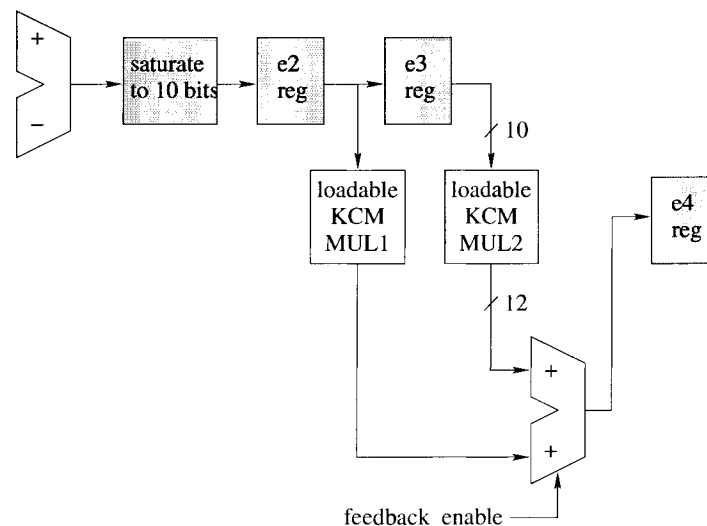 +
−
saturate
to 10 bits
e2
reg
e3
reg
10
loadable
KCM
MUL1
loadable
KCM
MUL2
e4
reg
12
+
+
feedback enable